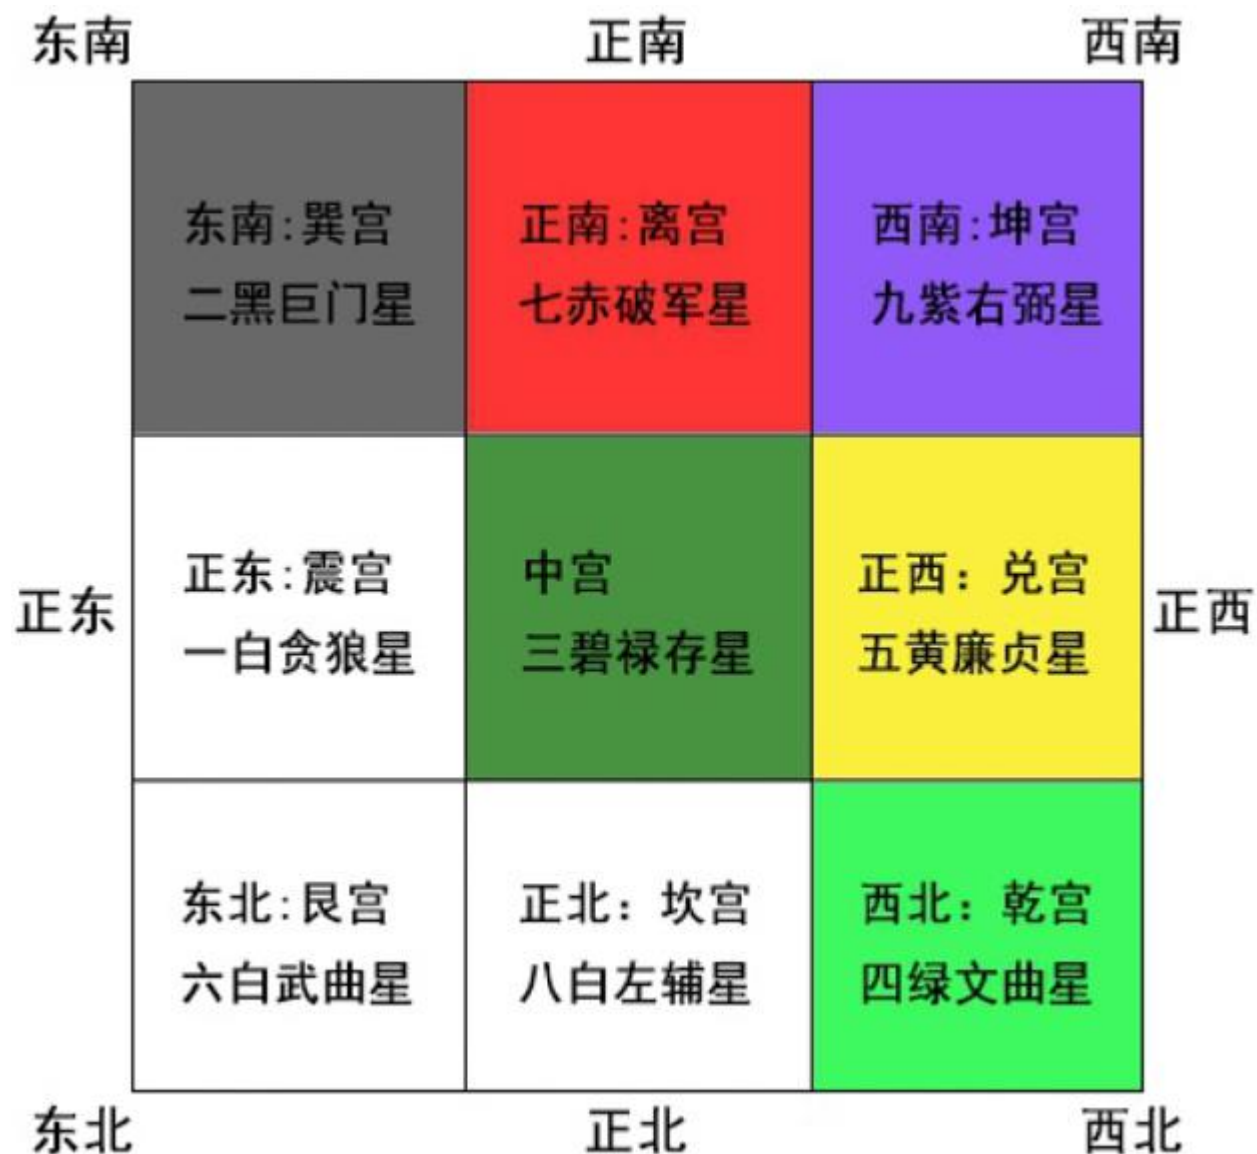 东南
正南
西南
东南:巽宫
二黑巨门星
正南:离宫
七赤破军星
西南:坤宫
九紫右弼星
正东
正东:震宫
一白贪狼星
中宫
三碧禄存星
正西：兑宫
五黄廉贞星
正西
东北:艮宫
六白武曲星
正北：坎宫
八白左辅星
西北：乾宫
四绿文曲星
东北
正北
西北